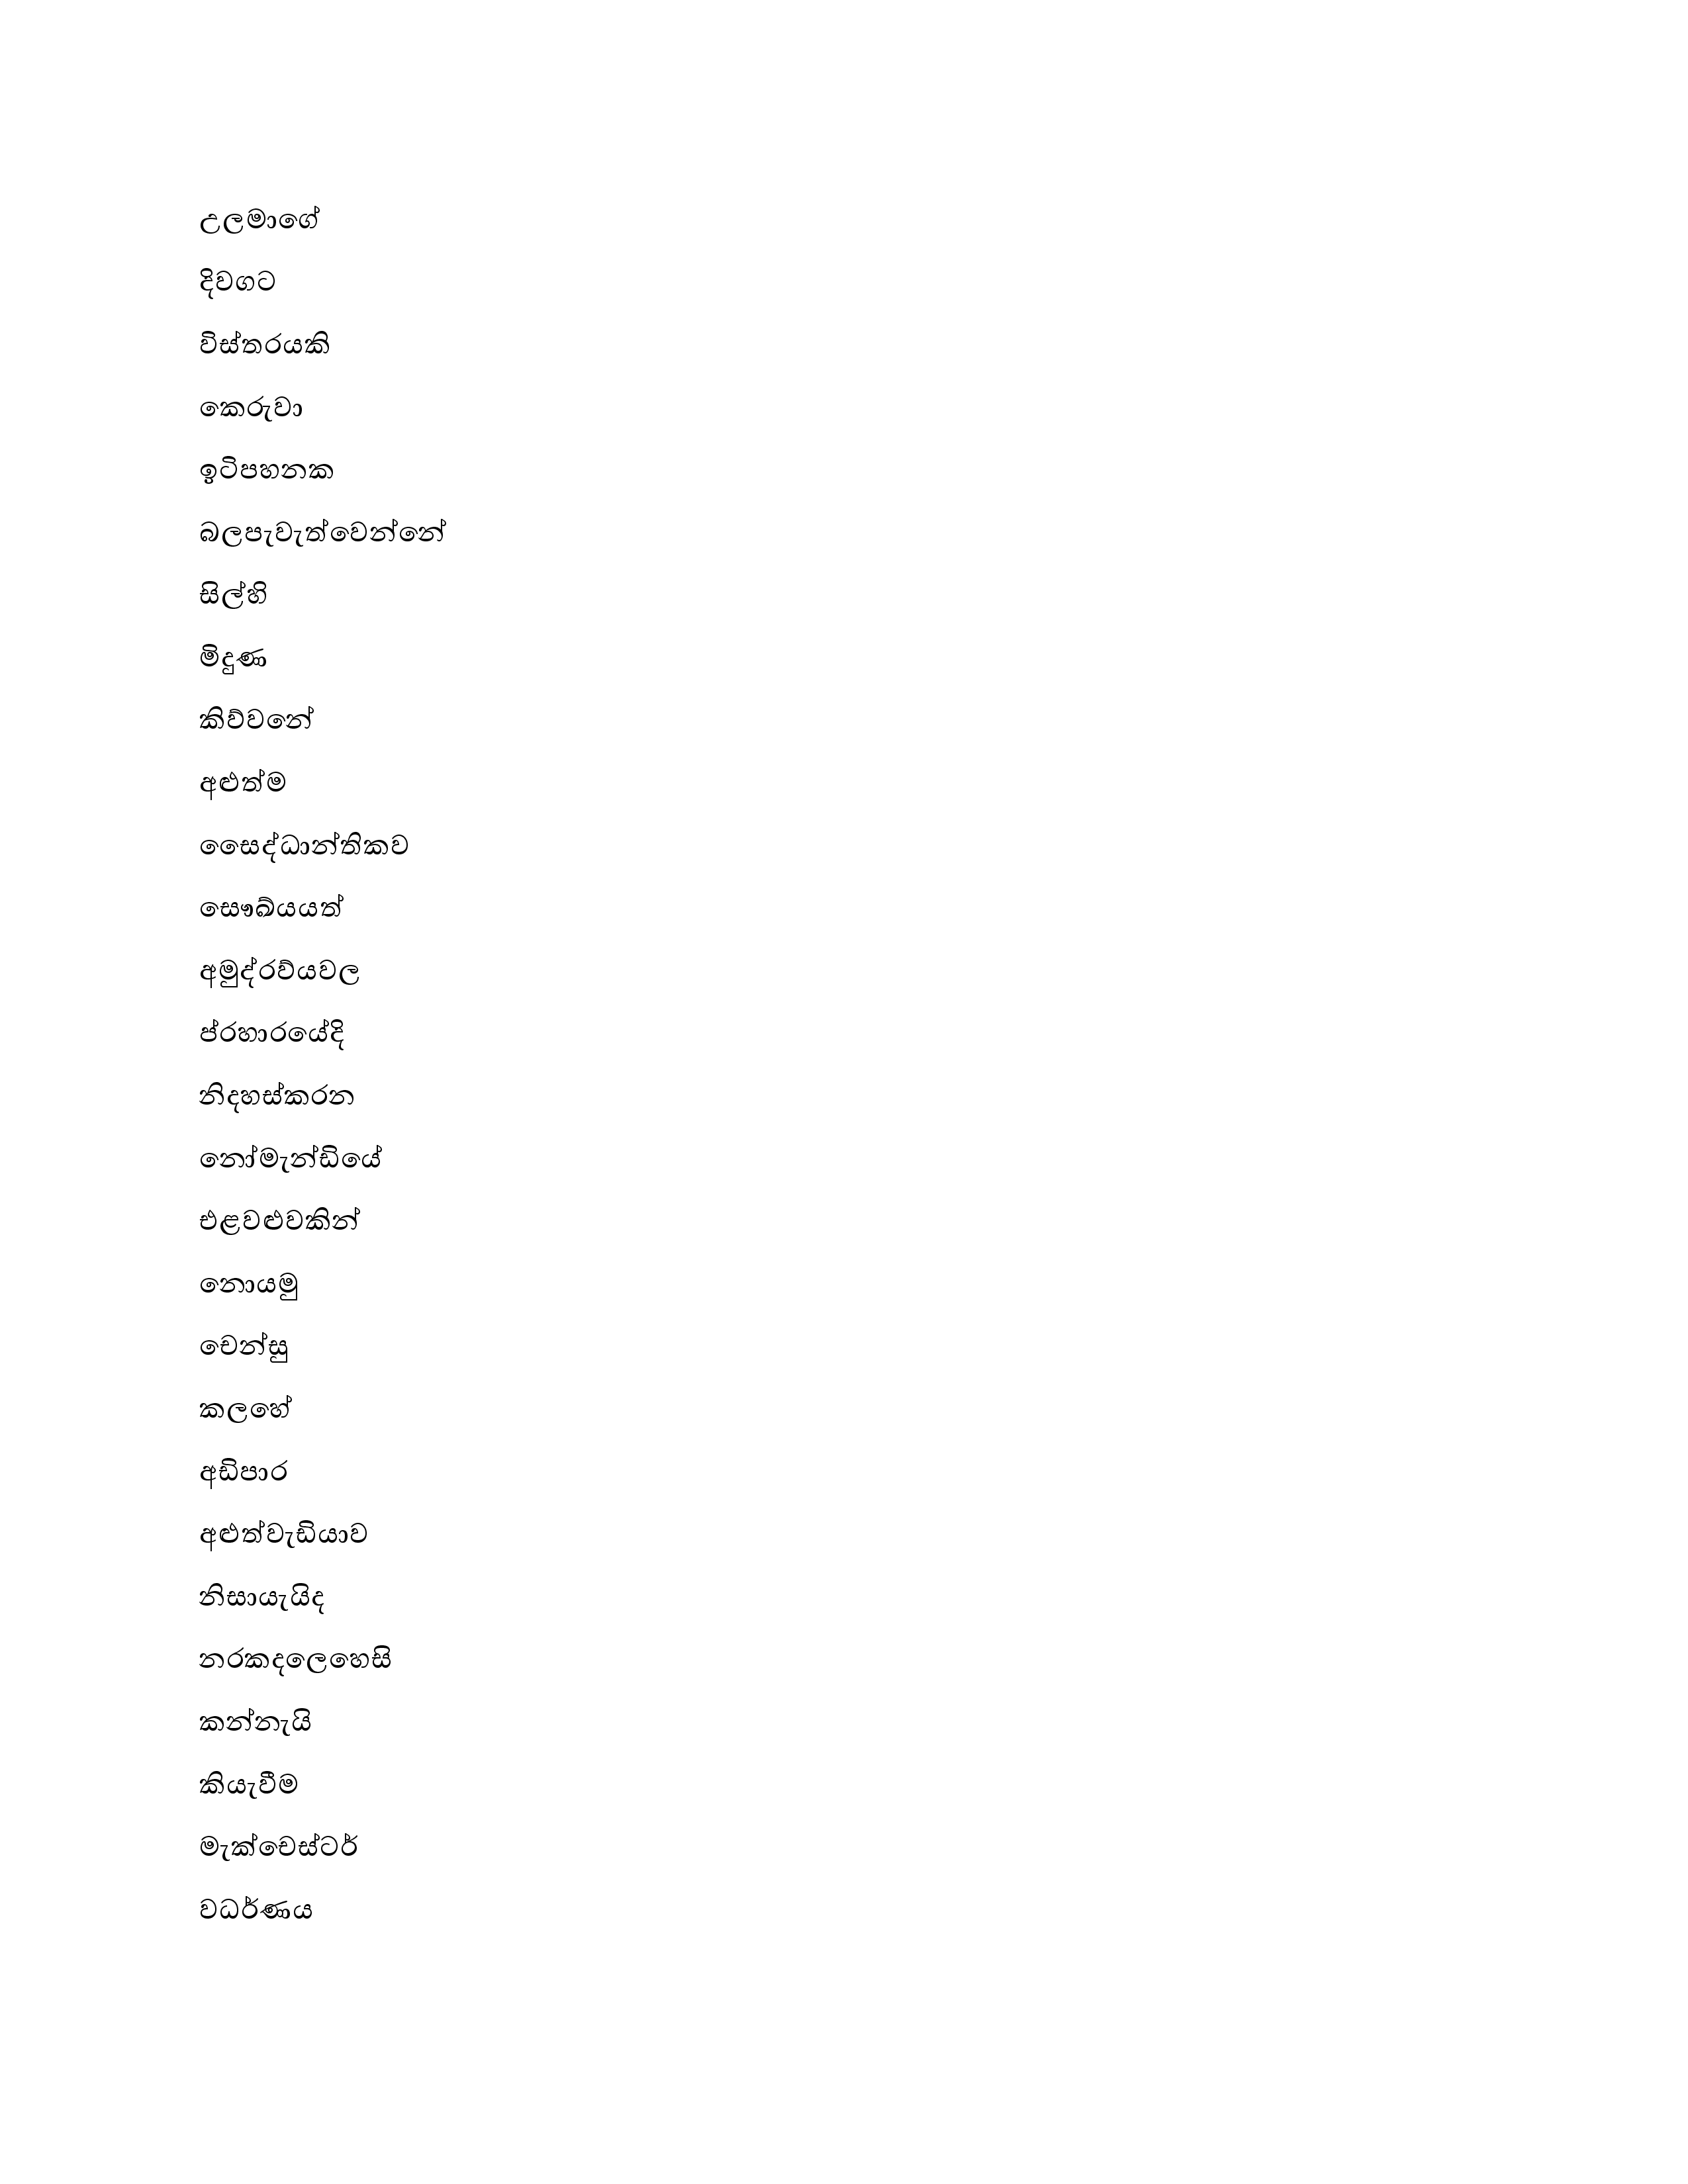 උලමාගේ
දිවගට
විස්තරයකි
කෙරුවා
ඉටිපහනක
බලපැවැත්වෙන්නේ
සිල්හි
මිදුණ
කිව්වනේ
අළුත්ම
සෛද්ධාන්තිකව
සෞඛ්යයත්
අමුද්රව්යවල
ප්රහාරයේදි
නිදහස්කරන
නෝමැන්ඩියේ
එළවළුවකින්
නොයමු
චෙන්සු
කලහේ
අඩිපාර
අළුත්වැඩියාව
නිසායැයිද
නරකදලෙහෙසි
කන්නැයි
කියැවීම
මැක්චෙස්ටර්
වධර්ණය